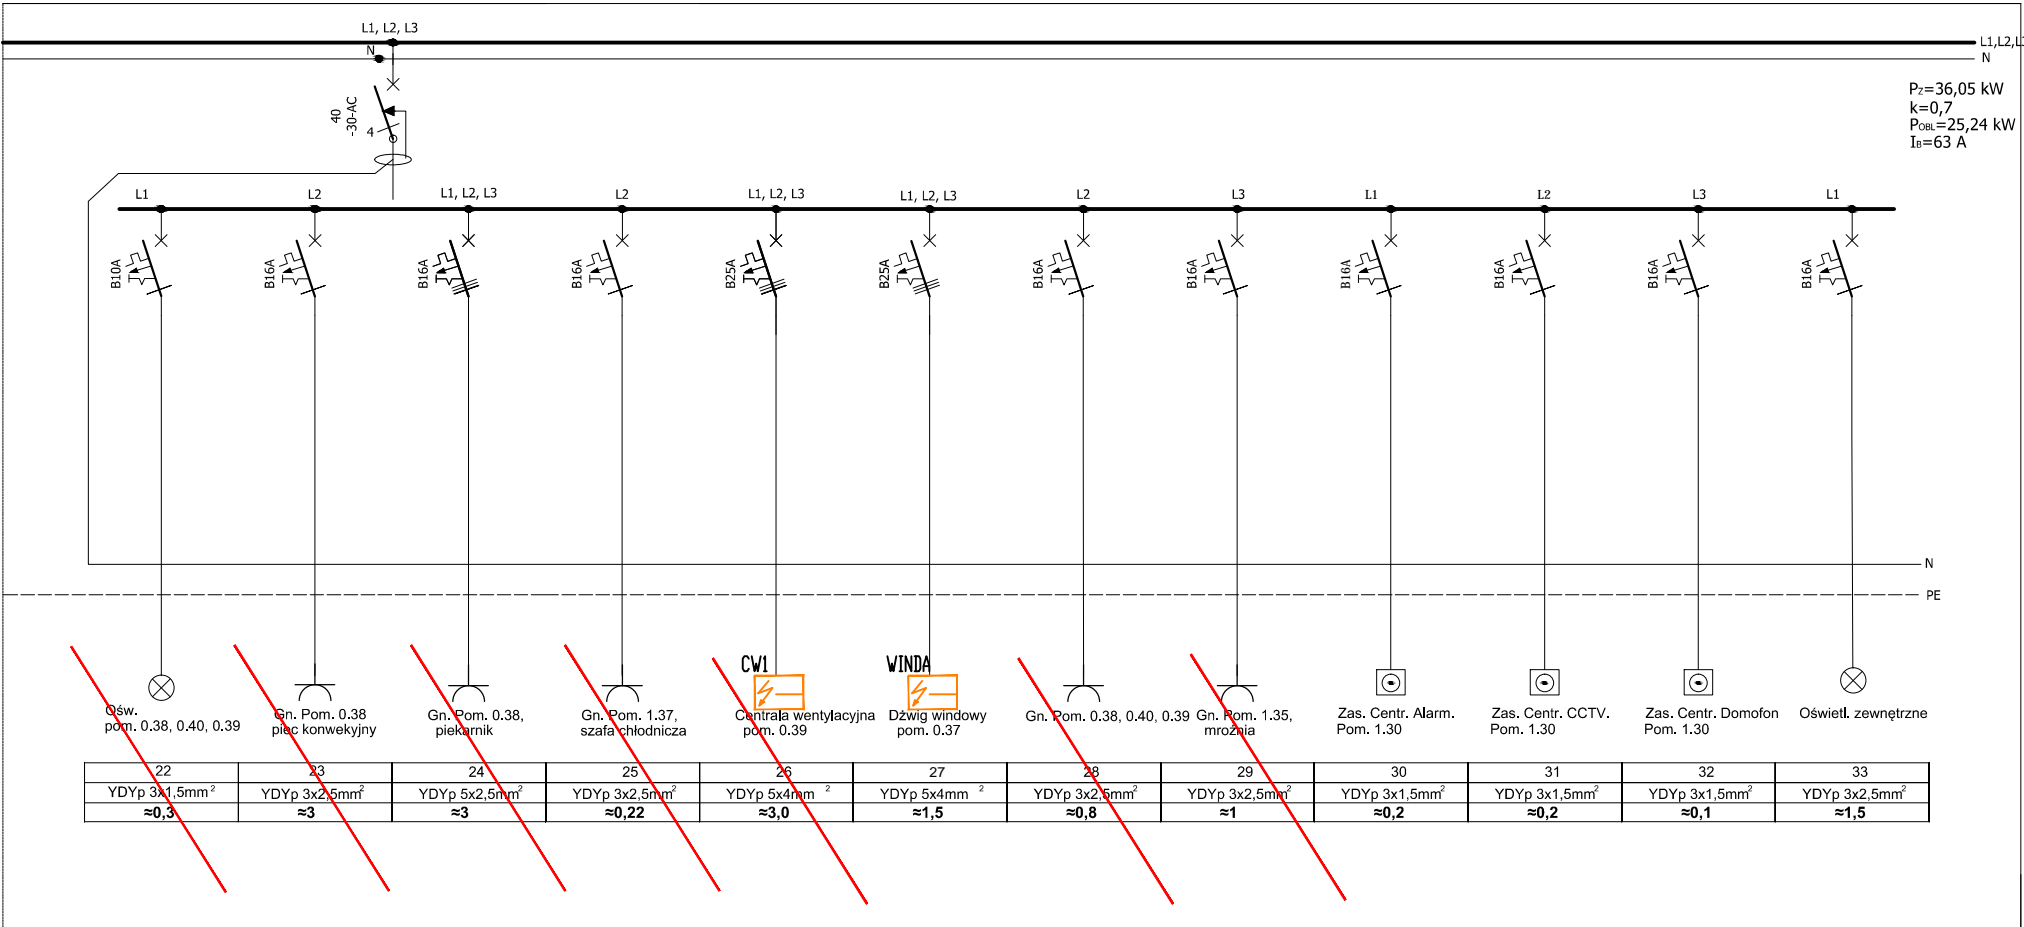 L1, L2, L3
N
L1,L2,L3
N
PZ=36,05 kW
k=0,7
POBL=25,24 kW
IB=63 A
40
-30-AC
4
L1
L2
L1, L2, L3
L2
L1, L2, L3
L1, L2, L3
L2
L3
L1
L2
L3
L1
B10A
B16A
B16A
B16A
B25A
B25A
B16A
B16A
B16A
B16A
B16A
B16A
N
PE
CW1
WINDA
Ośw.
pom. 0.38, 0.40, 0.39
Gn. Pom. 0.38
piec konwekyjny
Gn. Pom. 0.38,
piekarnik
Gn. Pom. 1.37,
szafa chłodnicza
Centrala wentylacyjna
pom. 0.39
Dźwig windowy
pom. 0.37
Gn. Pom. 0.38, 0.40, 0.39
Gn. Pom. 1.35,
mroźnia
Zas. Centr. Alarm.
Pom. 1.30
Zas. Centr. CCTV.
Pom. 1.30
Zas. Centr. Domofon
Pom. 1.30
Oświetl. zewnętrzne
22 23 24 25 26 27 28 29 30 31 32 33
YDYp 3x1,5mm² YDYp 3x2,5mm² YDYp 5x2,5mm² YDYp 3x2,5mm² YDYp 5x4mm ² YDYp 5x4mm ² YDYp 3x2,5mm² YDYp 3x2,5mm² YDYp 3x1,5mm² YDYp 3x1,5mm² YDYp 3x1,5mm² YDYp 3x2,5mm²
≈0,3 ≈3 ≈3 ≈0,22 ≈3,0 ≈1,5 ≈0,8 ≈1 ≈0,2 ≈0,2 ≈0,1 ≈1,5